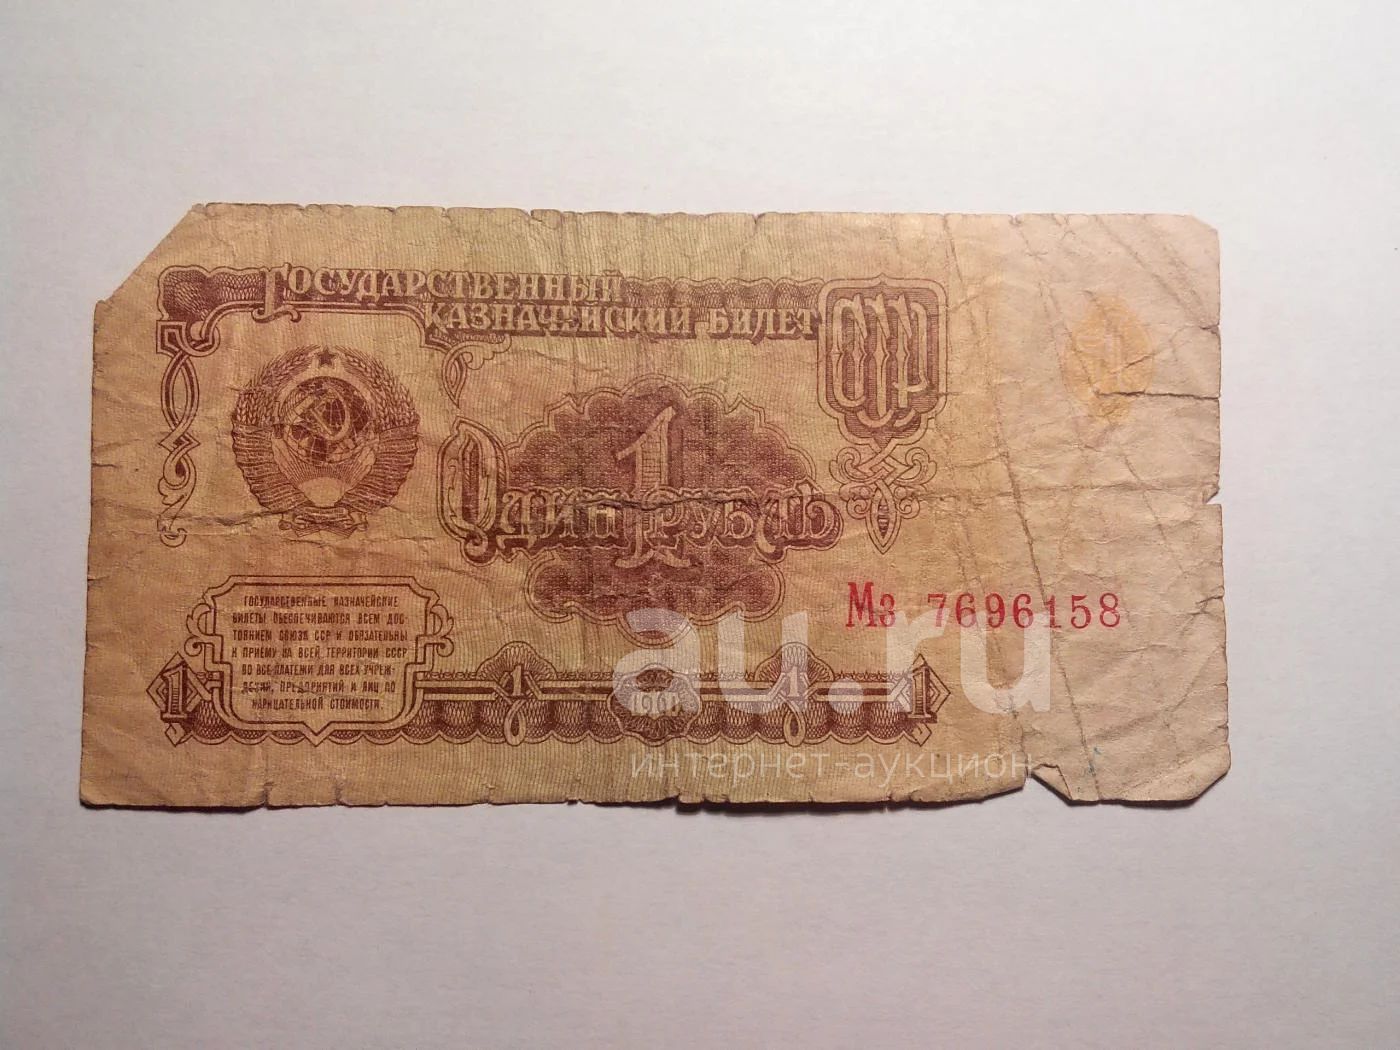 ГОСУДАРСТВЕННЫЙ
КАЗНАЧЕЙСКИЙ БИЛЕТ
СССР
1
ОДИН РУБЛЬ
Мз 7696158
ГОСУДАРСТВЕННЫЕ КАЗНАЧЕЙСКИЕ
БИЛЕТЫ ОБЕСПЕЧИВАЮТСЯ ВСЕМ ДОС-
ТОЯНИЕМ СОЮЗА ССР И ОБЯЗАТЕЛЬНЫ
К ПРИЕМУ НА ВСЕЙ ТЕРРИТОРИИ СССР
ВО ВСЕ ПЛАТЕЖИ ДЛЯ ВСЕХ УЧРЕЖ-
ДЕНИЙ, ПРЕДПРИЯТИЙ И ЛИЦ ПО
НАРИЦАТЕЛЬНОЙ СТОИМОСТИ.
1 1 1961 1 1
au.ru
интернет-аукцион